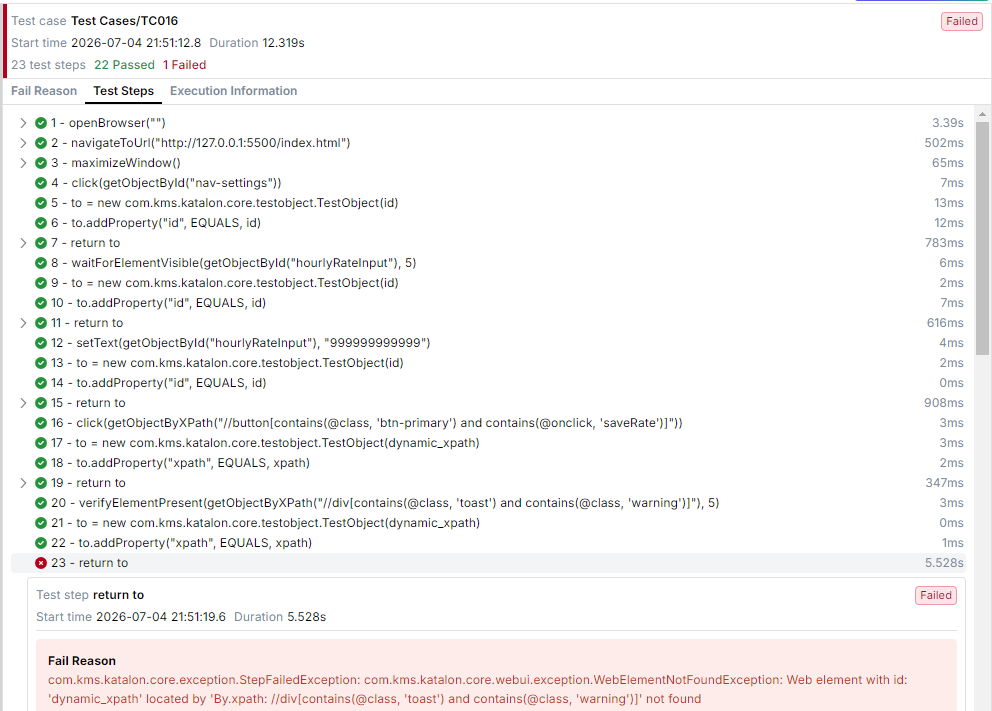 Test case Test Cases/TC016 Failed
Start time 2026-07-04 21:51:12.8 Duration 12.319s
23 test steps 22 Passed 1 Failed
Fail Reason Test Steps Execution Information
1 - openBrowser("") 3.39s
2 - navigateToUrl("http://127.0.0.1:5500/index.html") 502ms
3 - maximizeWindow() 65ms
4 - click(getObjectById("nav-settings")) 7ms
5 - to = new com.kms.katalon.core.testobject.TestObject(id) 13ms
6 - to.addProperty("id", EQUALS, id) 12ms
7 - return to 783ms
8 - waitForElementVisible(getObjectById("hourlyRateInput"), 5) 6ms
9 - to = new com.kms.katalon.core.testobject.TestObject(id) 2ms
10 - to.addProperty("id", EQUALS, id) 7ms
11 - return to 616ms
12 - setText(getObjectById("hourlyRateInput"), "999999999999") 4ms
13 - to = new com.kms.katalon.core.testobject.TestObject(id) 2ms
14 - to.addProperty("id", EQUALS, id) 0ms
15 - return to 908ms
16 - click(getObjectByXPath("//button[contains(@class, 'btn-primary') and contains(@onclick, 'saveRate')]")) 3ms
17 - to = new com.kms.katalon.core.testobject.TestObject(dynamic_xpath) 3ms
18 - to.addProperty("xpath", EQUALS, xpath) 2ms
19 - return to 347ms
20 - verifyElementPresent(getObjectByXPath("//div[contains(@class, 'toast') and contains(@class, 'warning')]"), 5) 3ms
21 - to = new com.kms.katalon.core.testobject.TestObject(dynamic_xpath) 0ms
22 - to.addProperty("xpath", EQUALS, xpath) 1ms
23 - return to 5.528s
Test step return to Failed
Start time 2026-07-04 21:51:19.6 Duration 5.528s
Fail Reason
com.kms.katalon.core.exception.StepFailedException: com.kms.katalon.core.webui.exception.WebElementNotFoundException: Web element with id:
'dynamic_xpath' located by 'By.xpath: //div[contains(@class, 'toast') and contains(@class, 'warning')]' not found